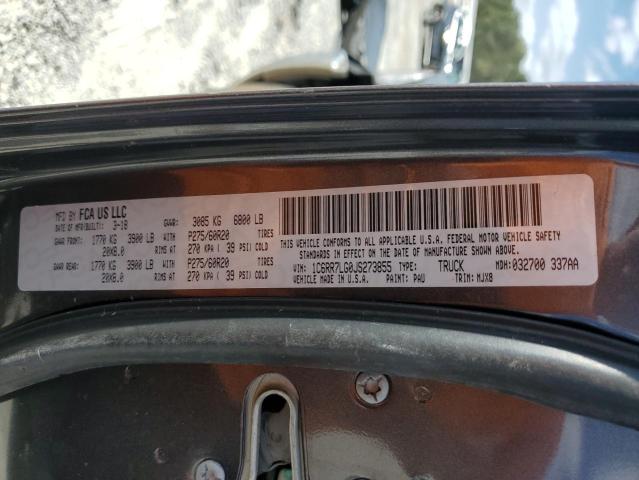 MFD BY FCA US LLC
DATE OF MFR(BUILT): 3-18 GVWR: 3085 KG 6800 LB
GAWR FRONT: 1770 KG 3900 LB WITH P275/60R20 TIRES
20X8.0 RIMS AT 270 KPA ( 39 PSI) COLD
GAWR REAR: 1770 KG 3900 LB WITH P275/60R20 TIRES
20X8.0 RIMS AT 270 KPA ( 39 PSI) COLD
THIS VEHICLE CONFORMS TO ALL APPLICABLE U.S.A. FEDERAL MOTOR VEHICLE SAFETY
STANDARDS IN EFFECT ON THE DATE OF MANUFACTURE SHOWN ABOVE.
VIN: 1C6RR7LG0JS273855 TYPE: TRUCK MDH: 032700 337AA
VEHICLE MADE IN U.S.A. PAINT: PAU TRIM: MJX8